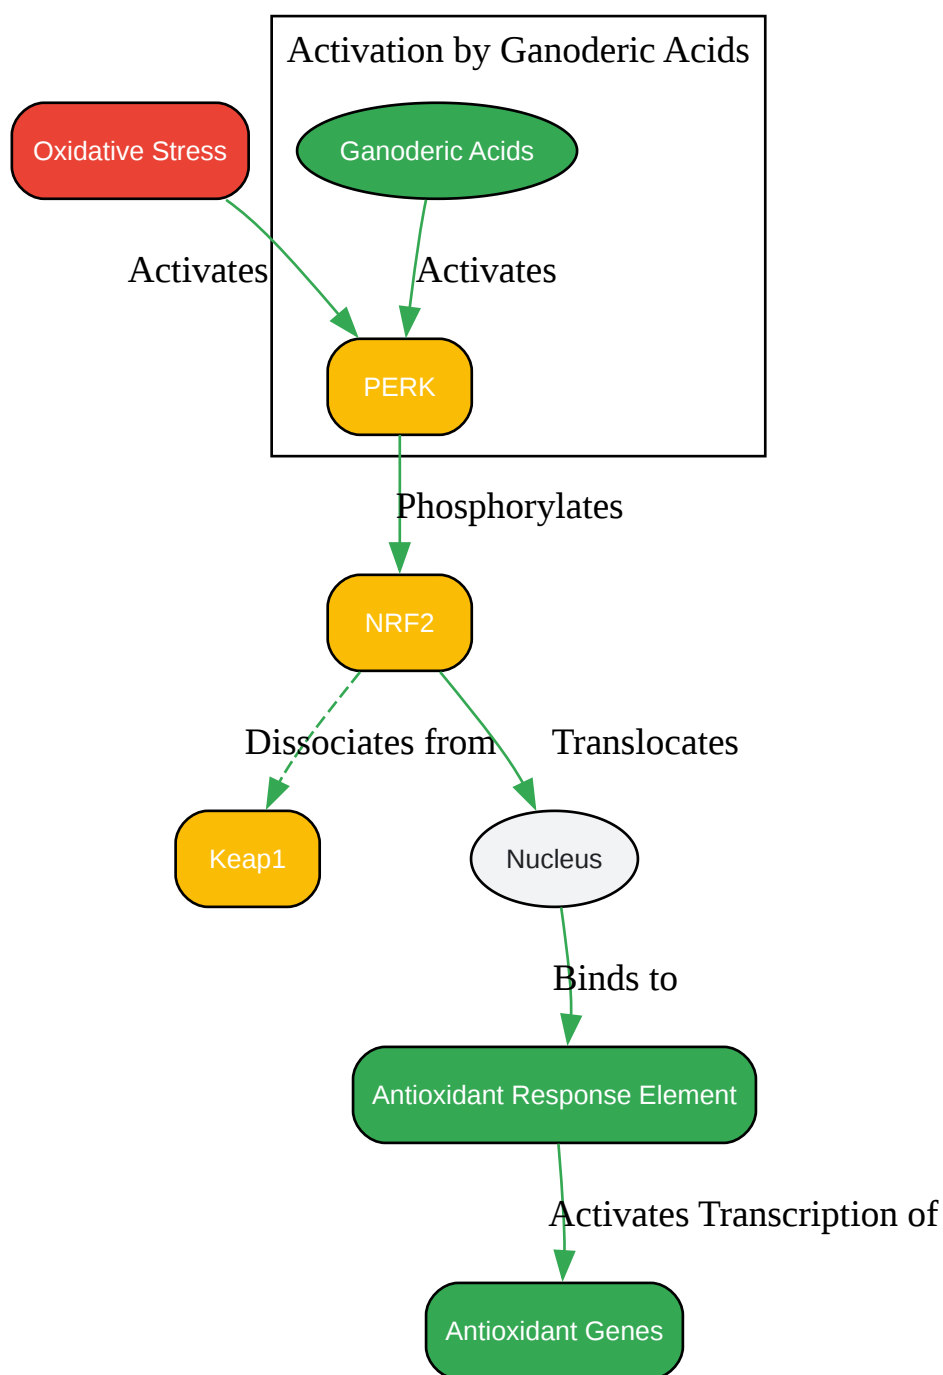 Activation by Ganoderic Acids
Oxidative Stress
Ganoderic Acids
Activates
Activates
PERK
Phosphorylates
NRF2
Dissociates from
Translocates
Keap1
Nucleus
Binds to
Antioxidant Response Element
Activates Transcription of
Antioxidant Genes